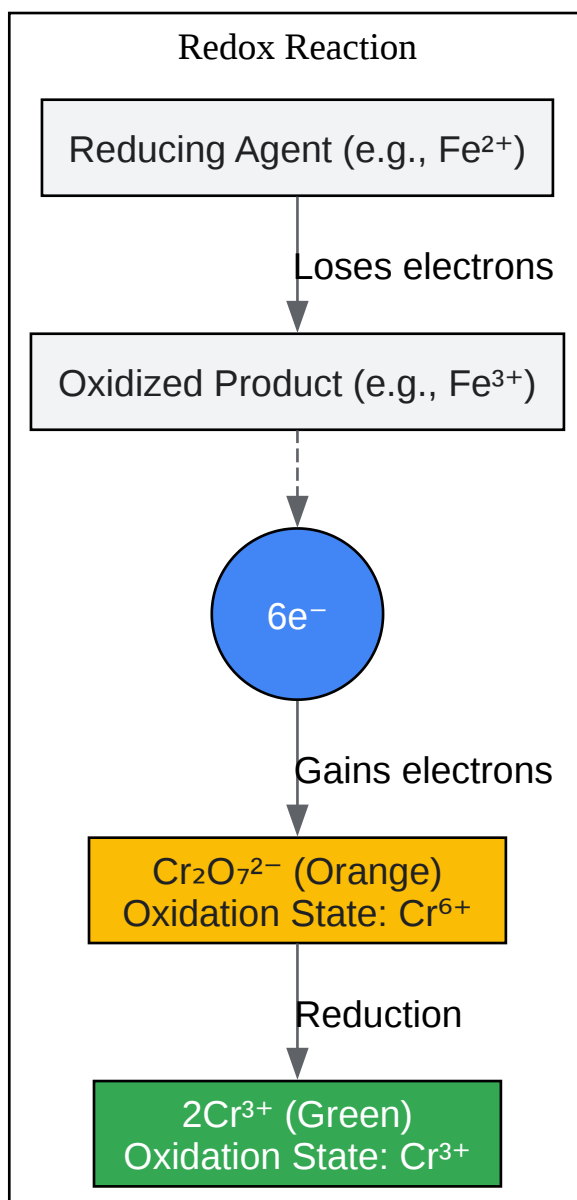 Redox Reaction
Reducing Agent (e.g., Fe²⁺)
Loses electrons
Oxidized Product (e.g., Fe³⁺)
6e⁻
Gains electrons
Cr₂O₇²⁻ (Orange)
Oxidation State: Cr⁶⁺
Reduction
2Cr³⁺ (Green)
Oxidation State: Cr³⁺